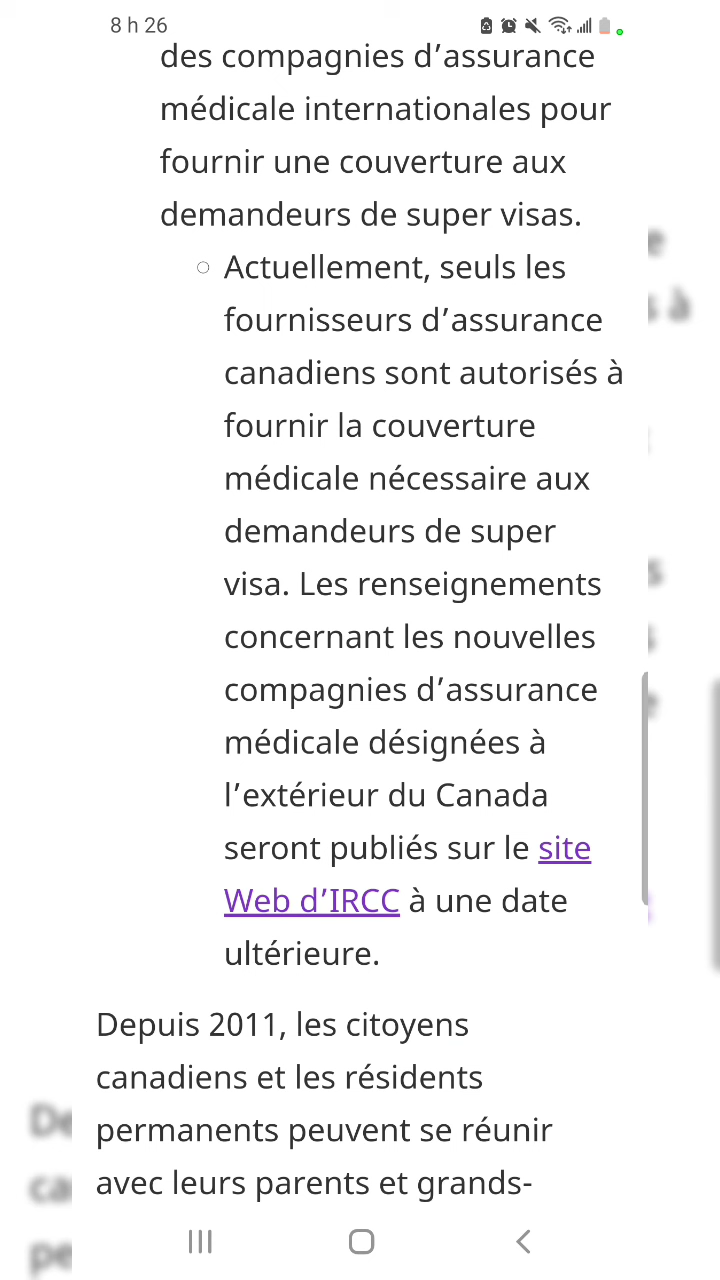 8 h 26
des compagnies d’assurance
médicale internationales pour
fournir une couverture aux
demandeurs de super visas.
Actuellement, seuls les
fournisseurs d’assurance
canadiens sont autorisés à
fournir la couverture
médicale nécessaire aux
demandeurs de super
visa. Les renseignements
concernant les nouvelles
compagnies d’assurance
médicale désignées à
l’extérieur du Canada
seront publiés sur le site
Web d’IRCC à une date
ultérieure.
Depuis 2011, les citoyens
canadiens et les résidents
permanents peuvent se réunir
avec leurs parents et grands-